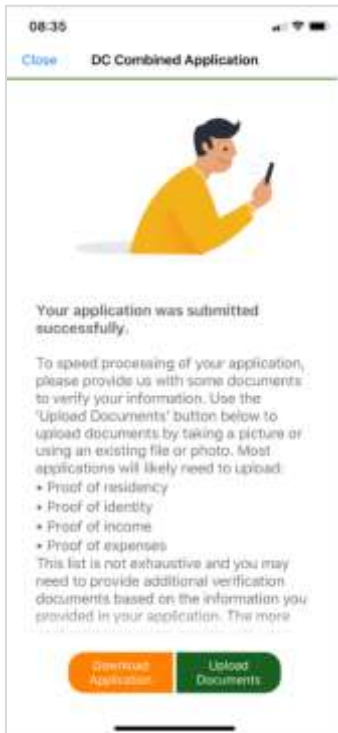 08:35
Close DC Combined Application
Your application was submitted
successfully.
To speed processing of your application,
please provide us with some documents
to verify your information. Use the
'Upload Documents' button below to
upload documents by taking a picture or
using an existing file or photo. Most
applications will likely need to upload:
• Proof of residency
• Proof of identity
• Proof of income
• Proof of expenses
This list is not exhaustive and you may
need to provide additional verification
documents based on the information you
provided in your application. The more
Download Upload
Application Documents